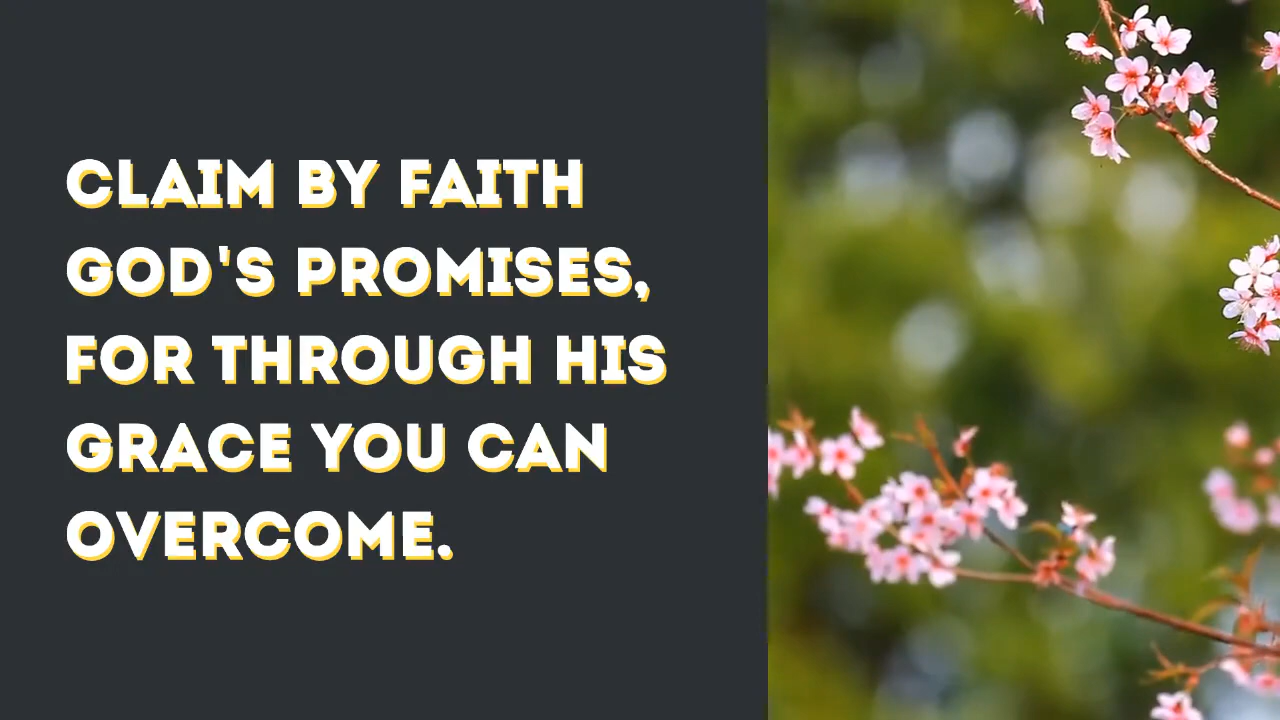 CLAIM BY FAITH
GOD'S PROMISES,
FOR THROUGH HIS
GRACE YOU CAN
OVERCOME.